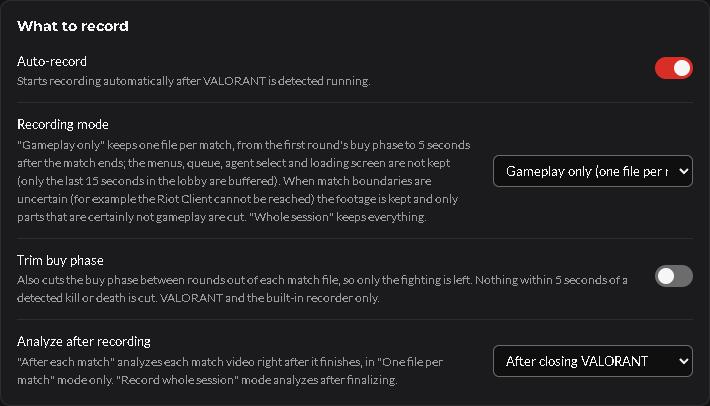 What to record
Auto-record
Starts recording automatically after VALORANT is detected running.
Recording mode
"Gameplay only" keeps one file per match, from the first round's buy phase to 5 seconds
after the match ends; the menus, queue, agent select and loading screen are not kept
(only the last 15 seconds in the lobby are buffered). When match boundaries are
uncertain (for example the Riot Client cannot be reached) the footage is kept and only
parts that are certainly not gameplay are cut. "Whole session" keeps everything.
Gameplay only (one file per r
Trim buy phase
Also cuts the buy phase between rounds out of each match file, so only the fighting is left. Nothing within 5 seconds of a
detected kill or death is cut. VALORANT and the built-in recorder only.
Analyze after recording
"After each match" analyzes each match video right after it finishes, in "One file per
match" mode only. "Record whole session" mode analyzes after finalizing.
After closing VALORANT